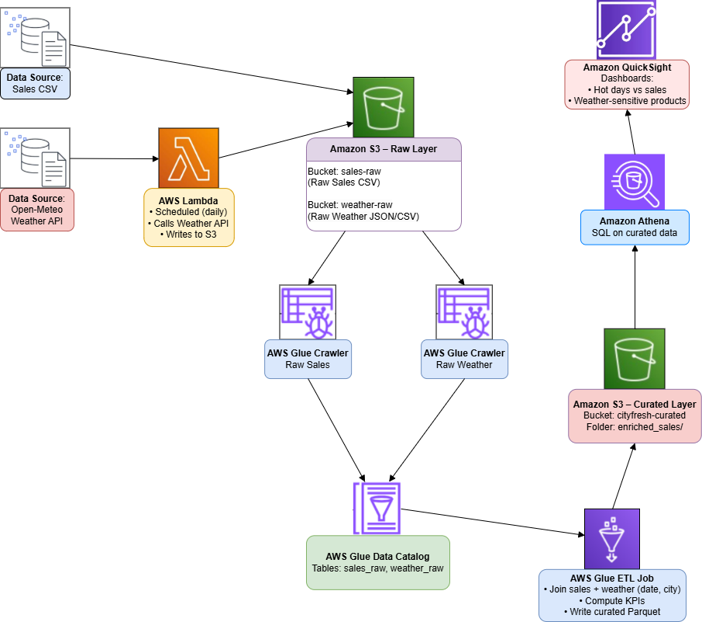 Data Source:
Sales CSV
Data Source:
Open-Meteo
Weather API
AWS Lambda
• Scheduled (daily)
• Calls Weather API
• Writes to S3
Amazon S3 – Raw Layer
Bucket: sales-raw
(Raw Sales CSV)
Bucket: weather-raw
(Raw Weather JSON/CSV)
AWS Glue Crawler
Raw Sales
AWS Glue Crawler
Raw Weather
AWS Glue Data Catalog
Tables: sales_raw, weather_raw
AWS Glue ETL Job
• Join sales + weather (date, city)
• Compute KPIs
• Write curated Parquet
Amazon S3 – Curated Layer
Bucket: cityfresh-curated
Folder: enriched_sales/
Amazon Athena
SQL on curated data
Amazon QuickSight
Dashboards:
• Hot days vs sales
• Weather-sensitive products